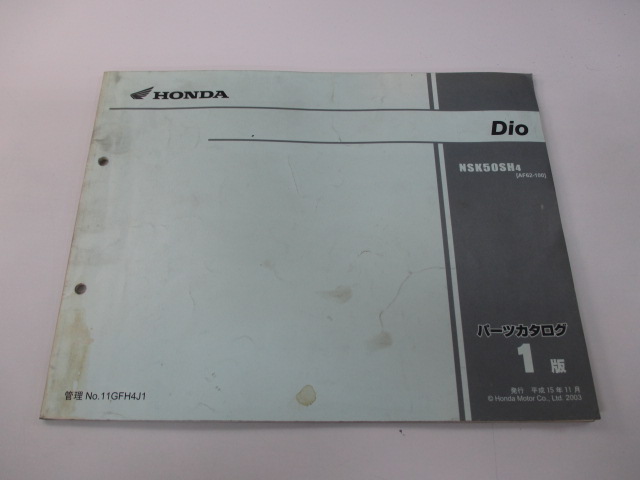 HONDA
Dio
NSK50SH4
[AF62-100]
パーツカタログ
1版
発行 平成15年11月
© Honda Motor Co., Ltd. 2003
管理 No.11GFH4J1